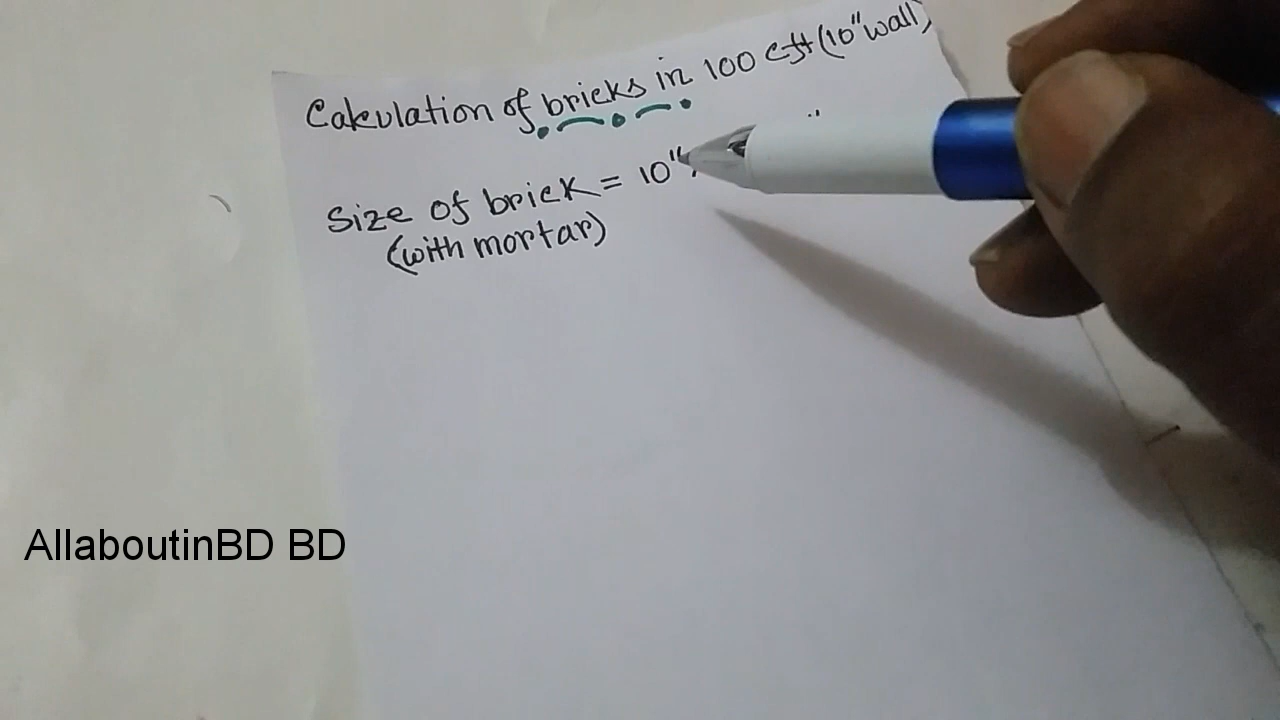 Calculation of bricks in 100 cft (10" wall)
Size of brick = 10"
(with mortar)
AllaboutinBD BD